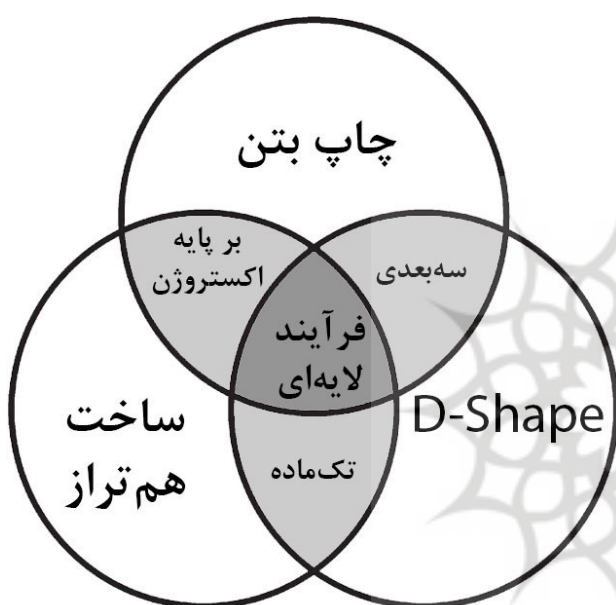 چاپ بتن
بر پایه
اکستروژن
سه‌بعدی
فرآیند
لایه‌ای
ساخت
هم‌تراز
D-Shape
تک‌ماده